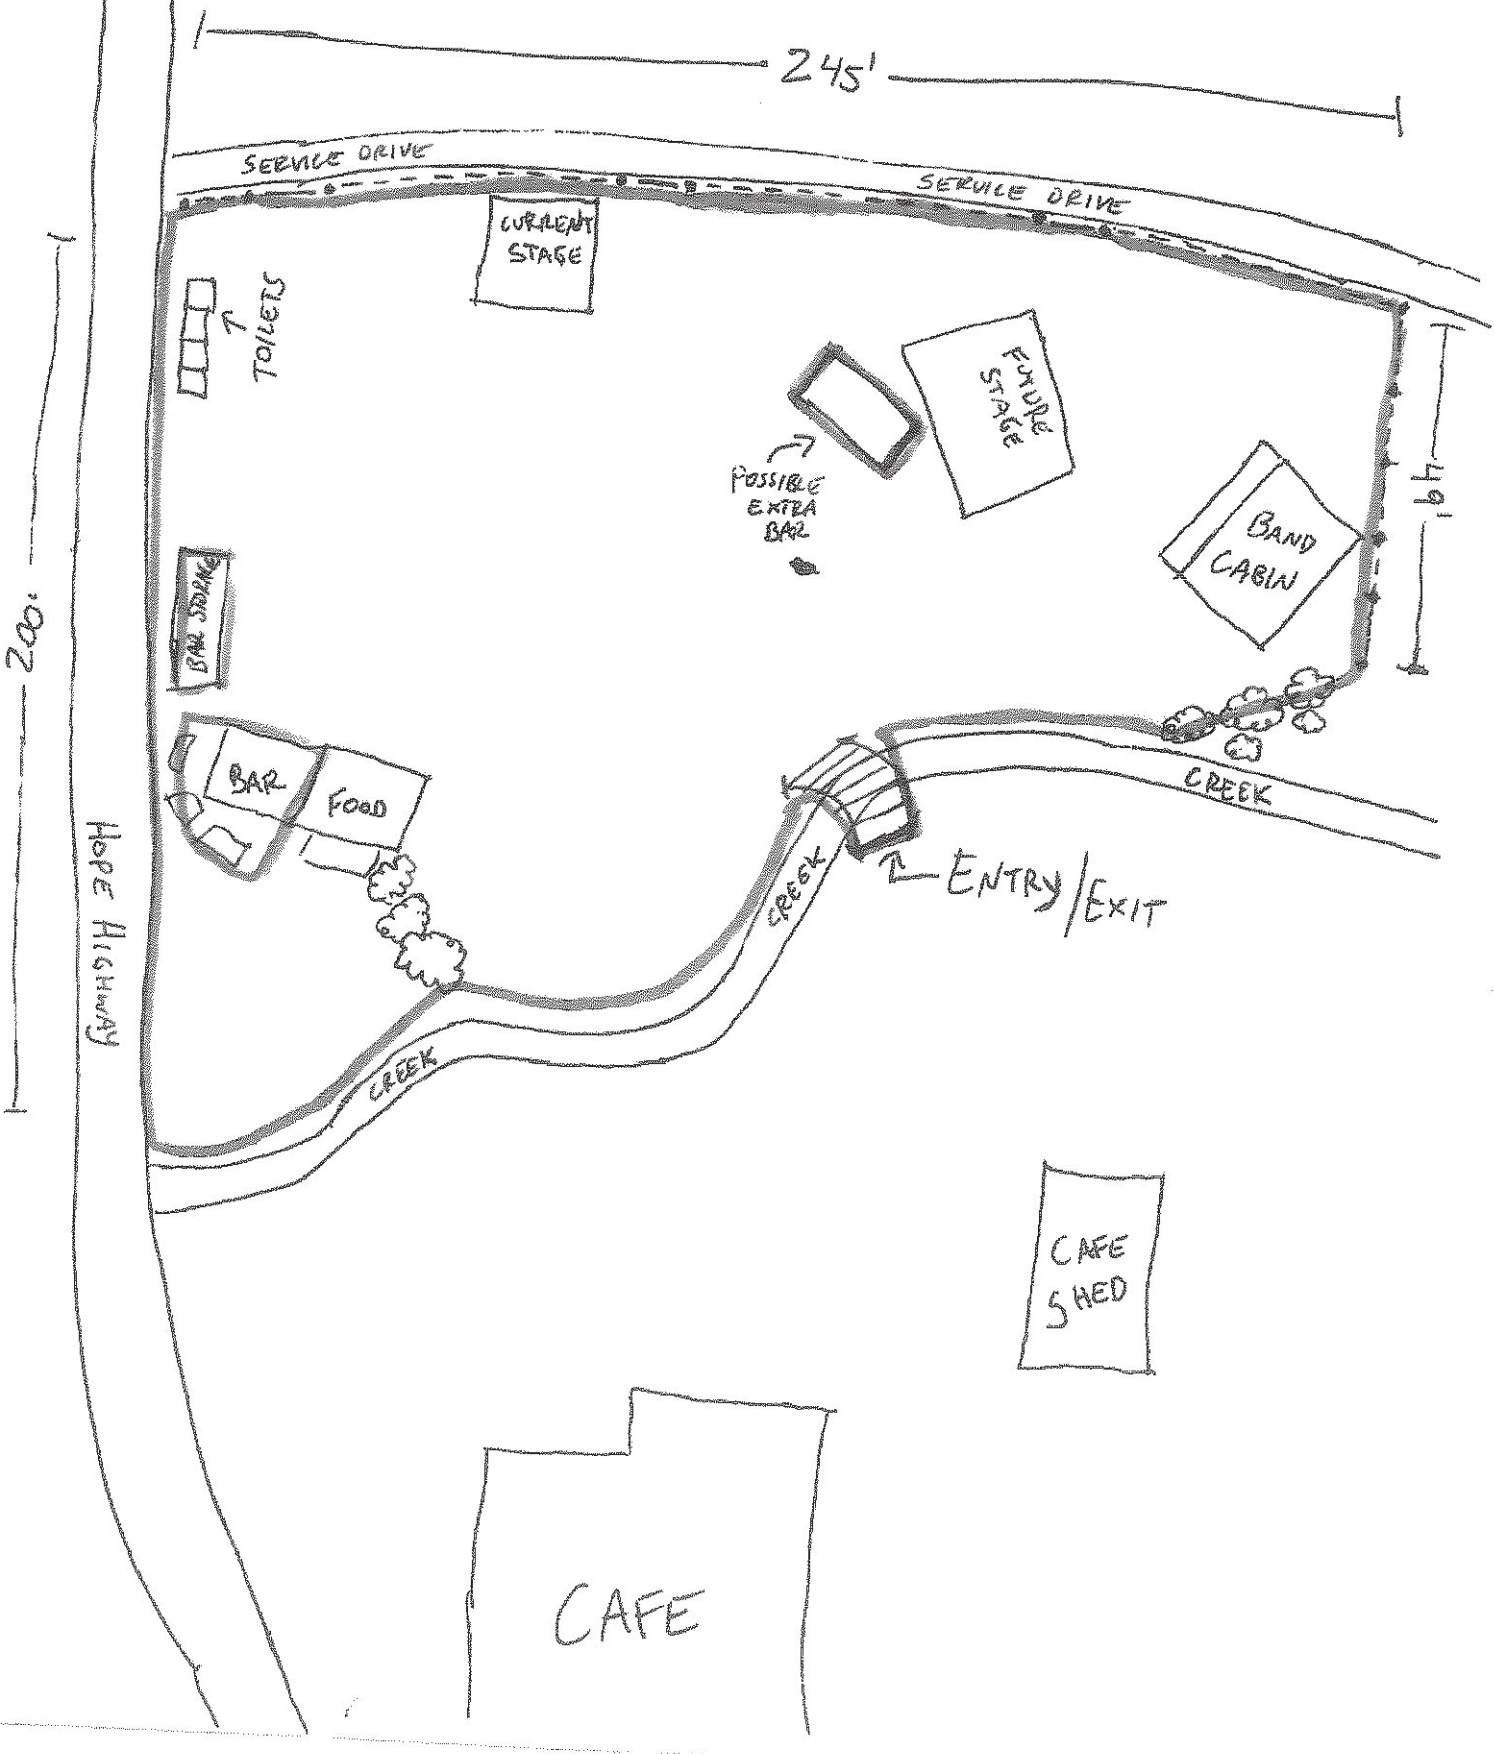 245'
SERVICE DRIVE
SERVICE DRIVE
CURRENT
STAGE
TOILETS
FUTURE
STAGE
POSSIBLE
EXTRA
BAR
49'
BAND
CABIN
200'
BAR STORAGE
BAR
FOOD
CREEK
CREEK
ENTRY/EXIT
HOPE HIGHWAY
CREEK
CAFE
SHED
CAFE